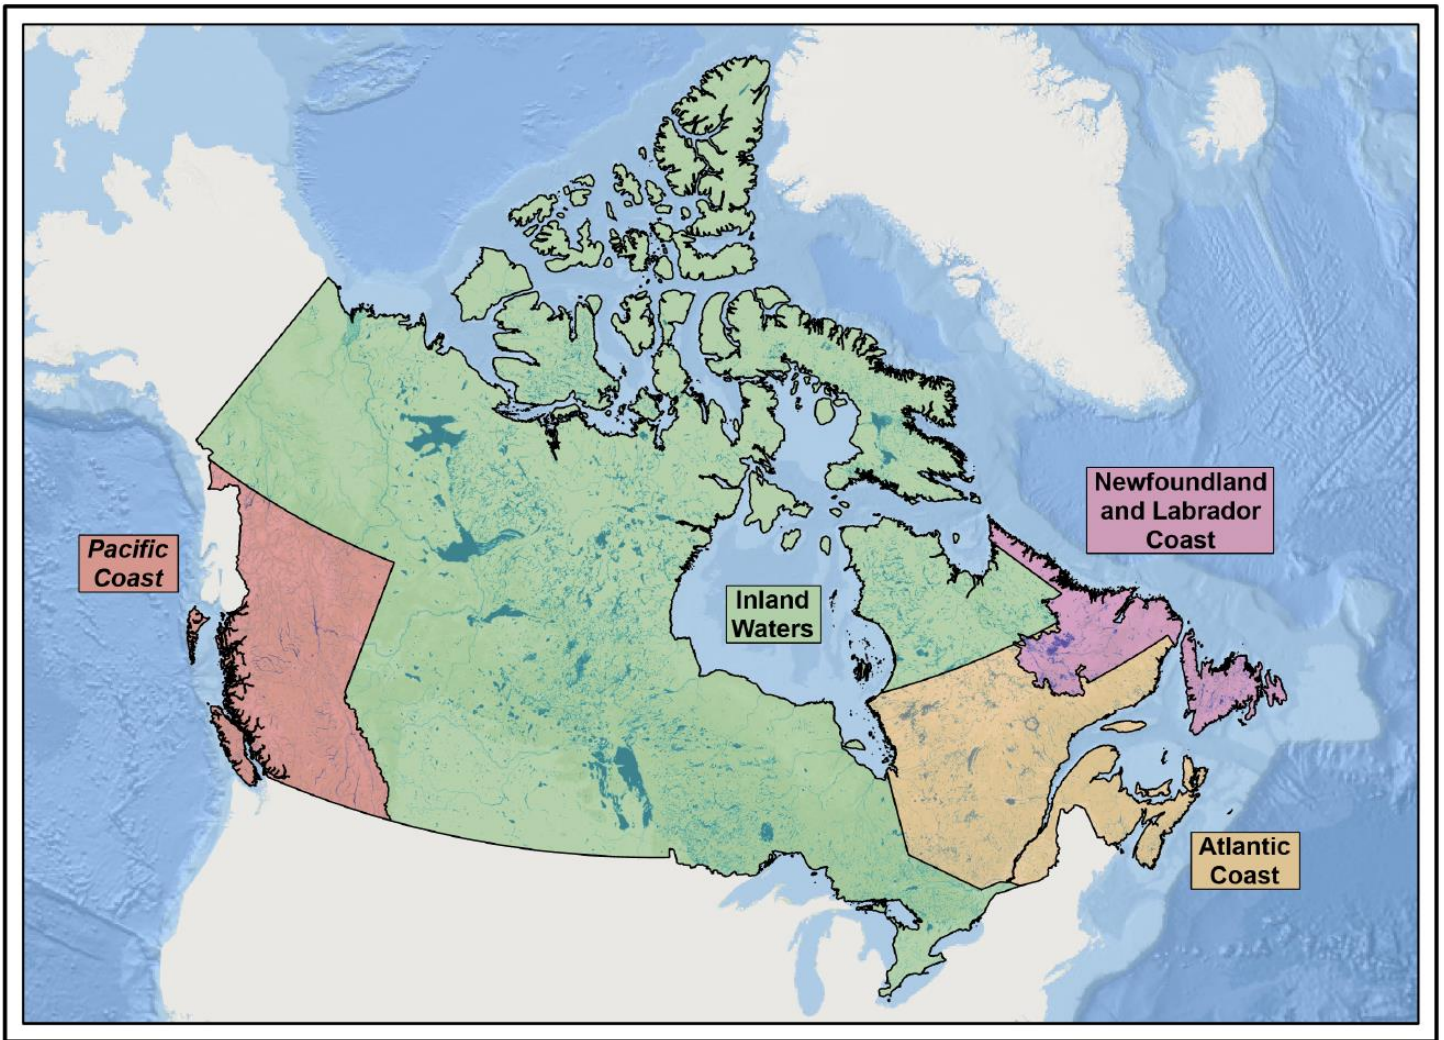 Newfoundland
and Labrador
Coast
Pacific
Coast
Inland
Waters
Atlantic
Coast